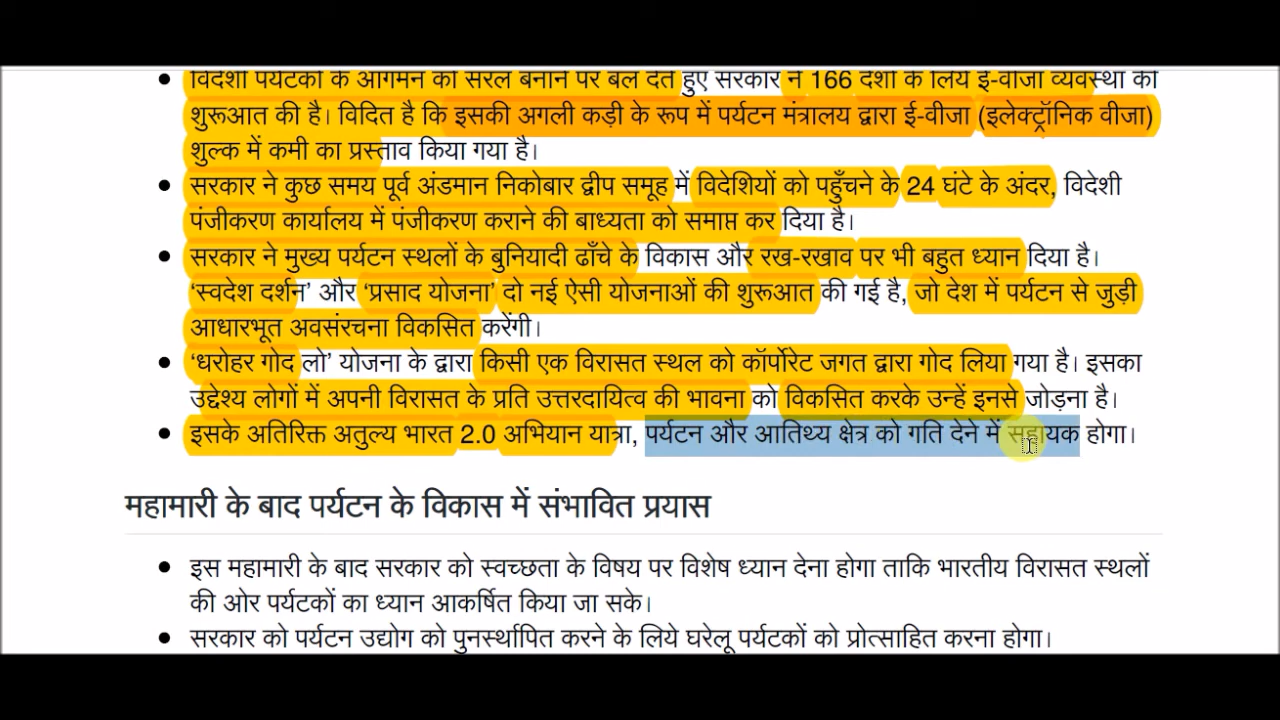 विदेशी पर्यटकों के आगमन को सरल बनाने पर बल देते हुए सरकार ने 166 देशों के लिये ई-वीजा व्यवस्था की
शुरूआत की है। विदित है कि इसकी अगली कड़ी के रूप में पर्यटन मंत्रालय द्वारा ई-वीजा (इलेक्ट्रॉनिक वीजा)
शुल्क में कमी का प्रस्ताव किया गया है।
सरकार ने कुछ समय पूर्व अंडमान निकोबार द्वीप समूह में विदेशियों को पहुँचने के 24 घंटे के अंदर, विदेशी
पंजीकरण कार्यालय में पंजीकरण कराने की बाध्यता को समाप्त कर दिया है।
सरकार ने मुख्य पर्यटन स्थलों के बुनियादी ढाँचे के विकास और रख-रखाव पर भी बहुत ध्यान दिया है।
‘स्वदेश दर्शन’ और ‘प्रसाद योजना’ दो नई ऐसी योजनाओं की शुरूआत की गई है, जो देश में पर्यटन से जुड़ी
आधारभूत अवसंरचना विकसित करेंगी।
‘धरोहर गोद लो’ योजना के द्वारा किसी एक विरासत स्थल को कॉर्पोरेट जगत द्वारा गोद लिया गया है। इसका
उद्देश्य लोगों में अपनी विरासत के प्रति उत्तरदायित्व की भावना को विकसित करके उन्हें इनसे जोड़ना है।
इसके अतिरिक्त अतुल्य भारत 2.0 अभियान यात्रा, पर्यटन और आतिथ्य क्षेत्र को गति देने में सहायक होगा।
महामारी के बाद पर्यटन के विकास में संभावित प्रयास
इस महामारी के बाद सरकार को स्वच्छता के विषय पर विशेष ध्यान देना होगा ताकि भारतीय विरासत स्थलों
की ओर पर्यटकों का ध्यान आकर्षित किया जा सके।
सरकार को पर्यटन उद्योग को पुनर्स्थापित करने के लिये घरेलू पर्यटकों को प्रोत्साहित करना होगा।